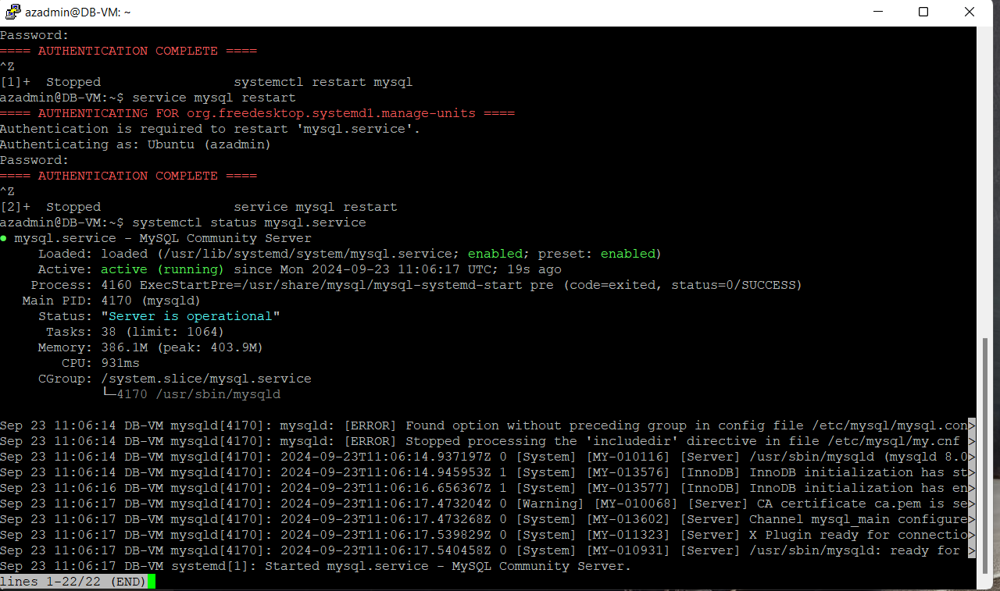 azadmin@DB-VM: ~
Password:
==== AUTHENTICATION COMPLETE ====
^Z
[1]+  Stopped                 systemctl restart mysql
azadmin@DB-VM:~$ service mysql restart
==== AUTHENTICATING FOR org.freedesktop.systemd1.manage-units ====
Authentication is required to restart 'mysql.service'.
Authenticating as: Ubuntu (azadmin)
Password:
==== AUTHENTICATION COMPLETE ====
^Z
[2]+  Stopped                 service mysql restart
azadmin@DB-VM:~$ systemctl status mysql.service
● mysql.service - MySQL Community Server
     Loaded: loaded (/usr/lib/systemd/system/mysql.service; enabled; preset: enabled)
     Active: active (running) since Mon 2024-09-23 11:06:17 UTC; 19s ago
    Process: 4160 ExecStartPre=/usr/share/mysql/mysql-systemd-start pre (code=exited, status=0/SUCCESS)
   Main PID: 4170 (mysqld)
     Status: "Server is operational"
      Tasks: 38 (limit: 1064)
     Memory: 386.1M (peak: 403.9M)
        CPU: 931ms
     CGroup: /system.slice/mysql.service
             └─4170 /usr/sbin/mysqld
Sep 23 11:06:14 DB-VM mysqld[4170]: mysqld: [ERROR] Found option without preceding group in config file /etc/mysql/mysql.con>
Sep 23 11:06:14 DB-VM mysqld[4170]: mysqld: [ERROR] Stopped processing the 'includedir' directive in file /etc/mysql/my.cnf >
Sep 23 11:06:14 DB-VM mysqld[4170]: 2024-09-23T11:06:14.937197Z 0 [System] [MY-010116] [Server] /usr/sbin/mysqld (mysqld 8.0>
Sep 23 11:06:14 DB-VM mysqld[4170]: 2024-09-23T11:06:14.945953Z 1 [System] [MY-013576] [InnoDB] InnoDB initialization has st>
Sep 23 11:06:16 DB-VM mysqld[4170]: 2024-09-23T11:06:16.656367Z 1 [System] [MY-013577] [InnoDB] InnoDB initialization has en>
Sep 23 11:06:17 DB-VM mysqld[4170]: 2024-09-23T11:06:17.473204Z 0 [Warning] [MY-010068] [Server] CA certificate ca.pem is se>
Sep 23 11:06:17 DB-VM mysqld[4170]: 2024-09-23T11:06:17.473268Z 0 [System] [MY-013602] [Server] Channel mysql_main configure>
Sep 23 11:06:17 DB-VM mysqld[4170]: 2024-09-23T11:06:17.539829Z 0 [System] [MY-011323] [Server] X Plugin ready for connectio>
Sep 23 11:06:17 DB-VM mysqld[4170]: 2024-09-23T11:06:17.540458Z 0 [System] [MY-010931] [Server] /usr/sbin/mysqld: ready for >
Sep 23 11:06:17 DB-VM systemd[1]: Started mysql.service - MySQL Community Server.
lines 1-22/22 (END)